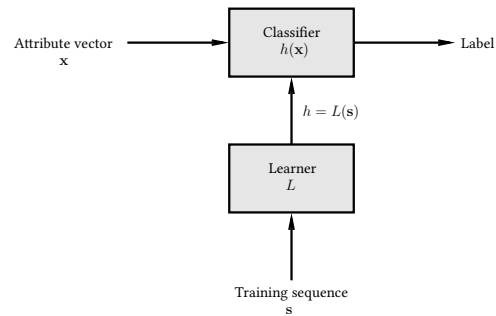 Attribute vector
x
Classifier
h(x)
Label
h = L(s)
Learner
L
Training sequence
s